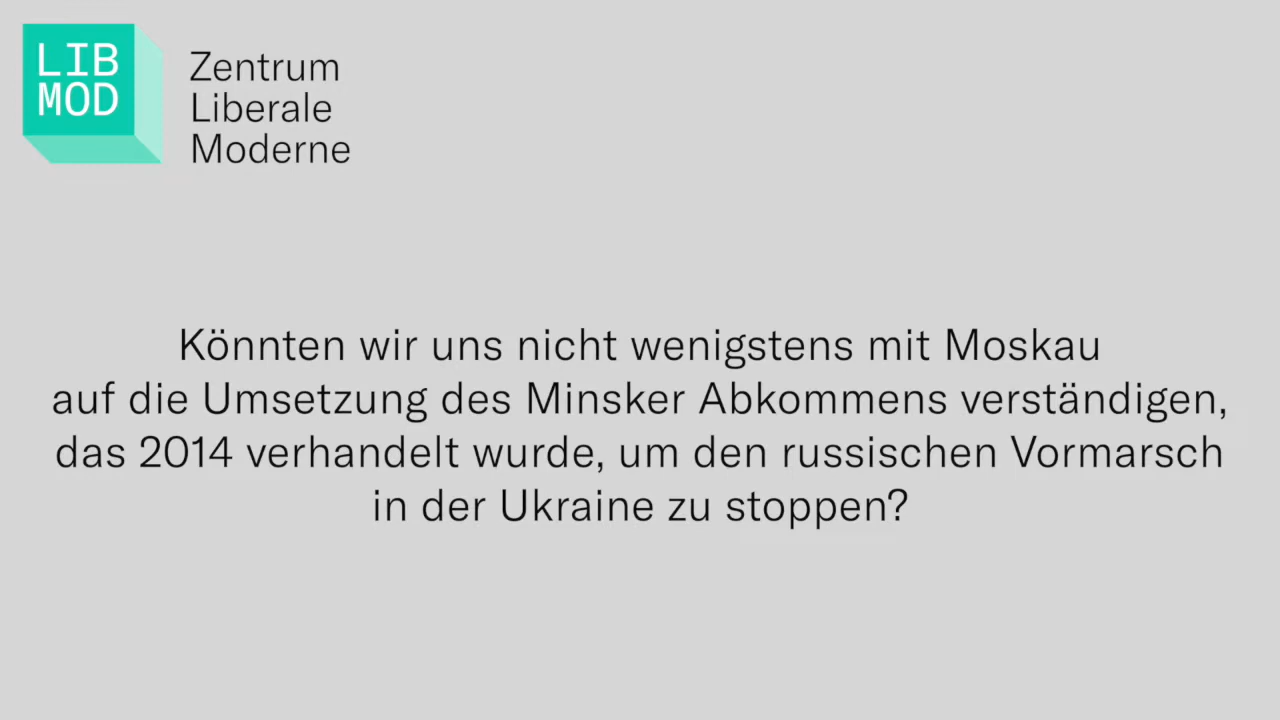 LIB
MOD
Zentrum
Liberale
Moderne
Könnten wir uns nicht wenigstens mit Moskau
auf die Umsetzung des Minsker Abkommens verständigen,
das 2014 verhandelt wurde, um den russischen Vormarsch
in der Ukraine zu stoppen?